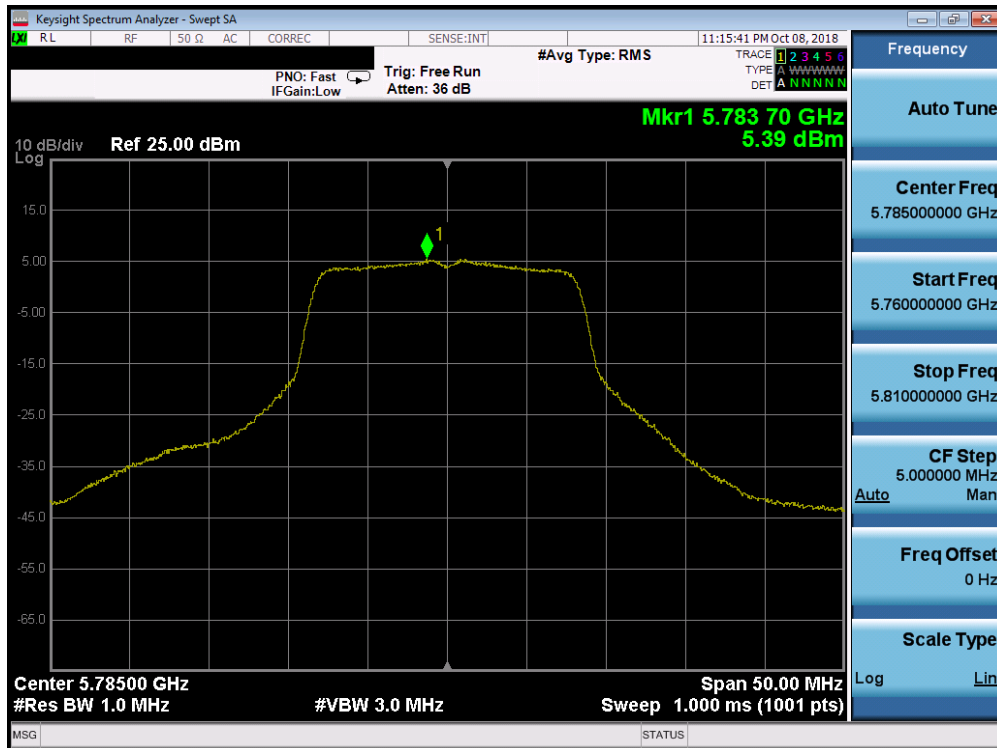 Keysight Spectrum Analyzer - Swept SA
LXI RL RF 50 Ω AC CORREC SENSE:INT 11:15:41 PM Oct 08, 2018
#Avg Type: RMS TRACE 1 2 3 4 5 6
PNO: Fast Trig: Free Run TYPE A WWWWW
IFGain:Low Atten: 36 dB DET A N N N N N
Mkr1 5.783 70 GHz
5.39 dBm
10 dB/div Ref 25.00 dBm
Log
15.0
1
5.00
-5.00
-15.0
-25.0
-35.0
-45.0
-55.0
-65.0
Center 5.78500 GHz Span 50.00 MHz
#Res BW 1.0 MHz #VBW 3.0 MHz Sweep 1.000 ms (1001 pts)
MSG STATUS
Frequency
Auto Tune
Center Freq
5.785000000 GHz
Start Freq
5.760000000 GHz
Stop Freq
5.810000000 GHz
CF Step
5.000000 MHz
Auto Man
Freq Offset
0 Hz
Scale Type
Log Lin